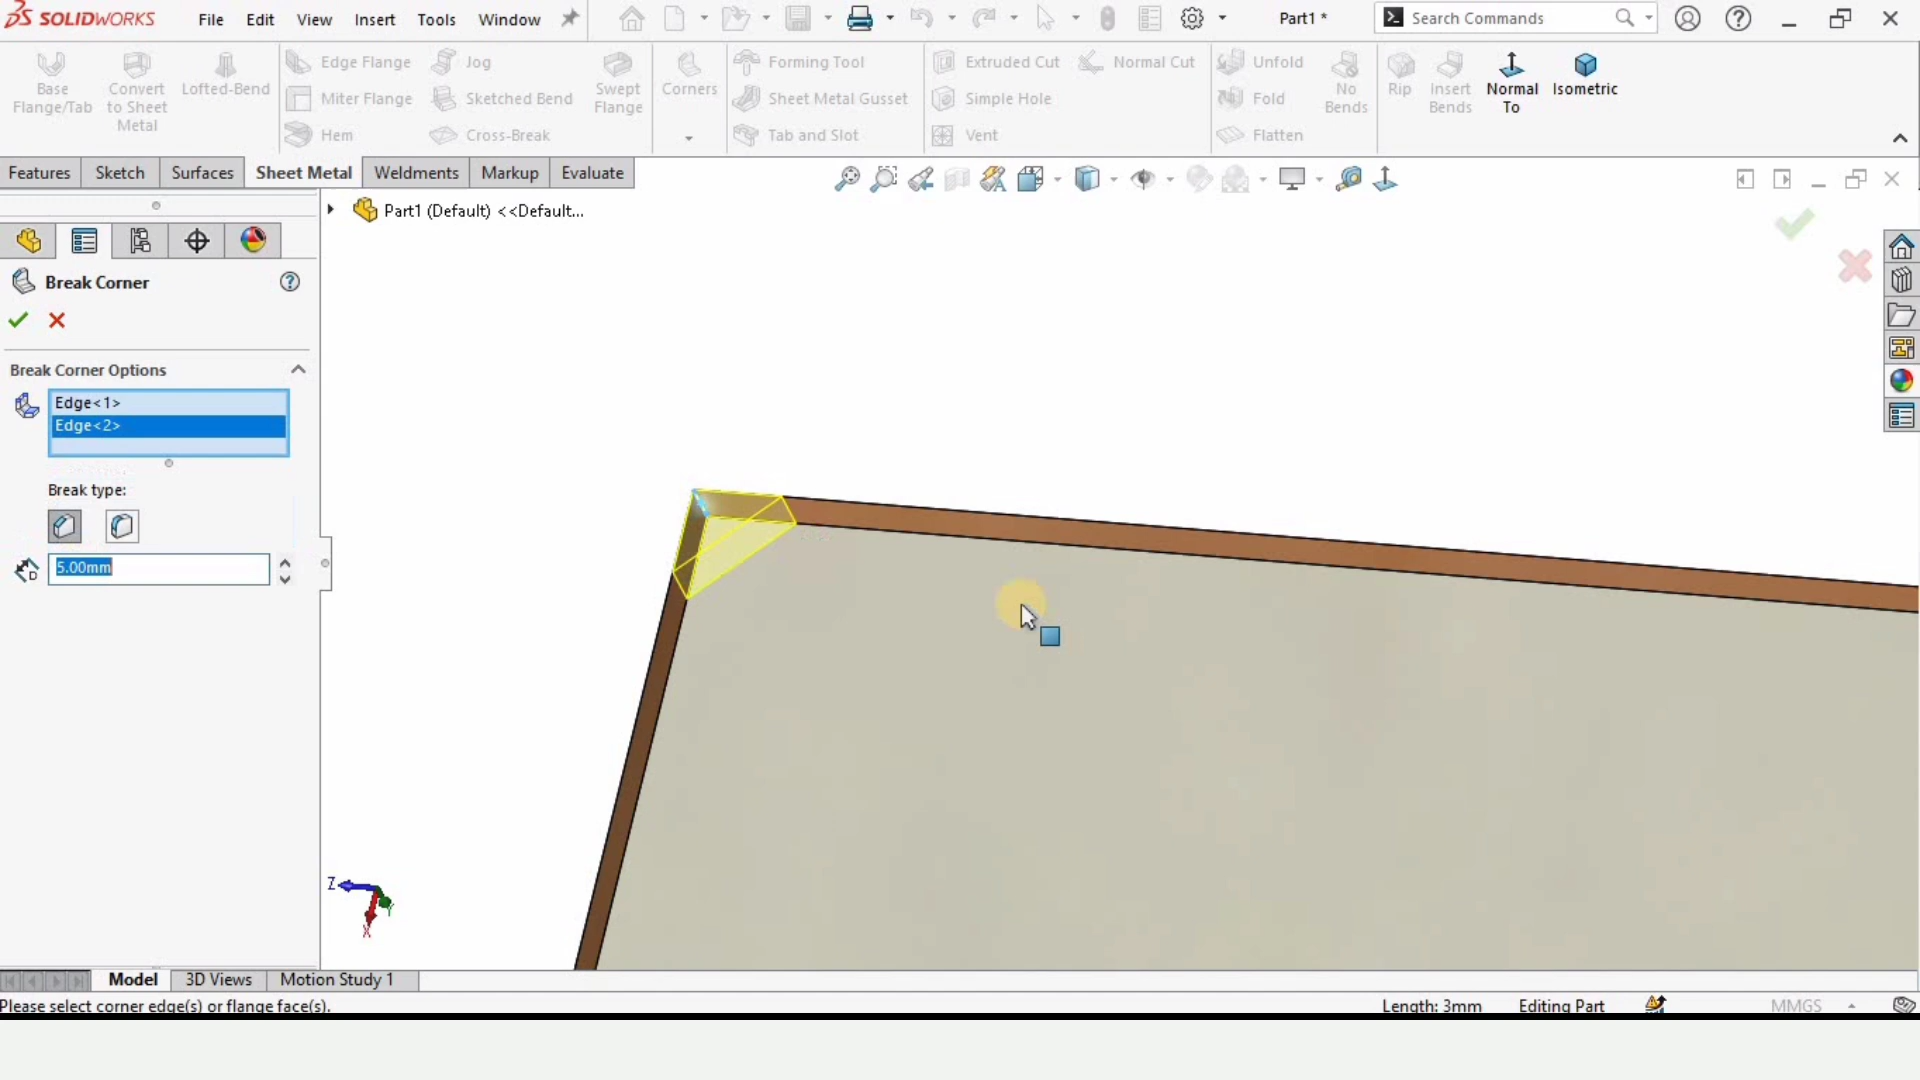 SOLIDWORKS File Edit View Insert Tools Window Part1 * Search Commands
Base Flange/Tab
Convert to Sheet Metal
Lofted-Bend
Edge Flange
Miter Flange
Hem
Jog
Sketched Bend
Cross-Break
Swept Flange
Corners
Forming Tool
Sheet Metal Gusset
Tab and Slot
Extruded Cut
Simple Hole
Vent
Normal Cut
Unfold
Fold
Flatten
No Bends
Rip
Insert Bends
Normal To
Isometric
Features Sketch Surfaces Sheet Metal Weldments Markup Evaluate
Part1 (Default) <<Default...
Break Corner
Break Corner Options
Edge<1>
Edge<2>
Break type:
5.00mm
Z
Y
X
Model 3D Views Motion Study 1
Please select corner edge(s) or flange face(s). Length: 3mm Editing Part MMGS